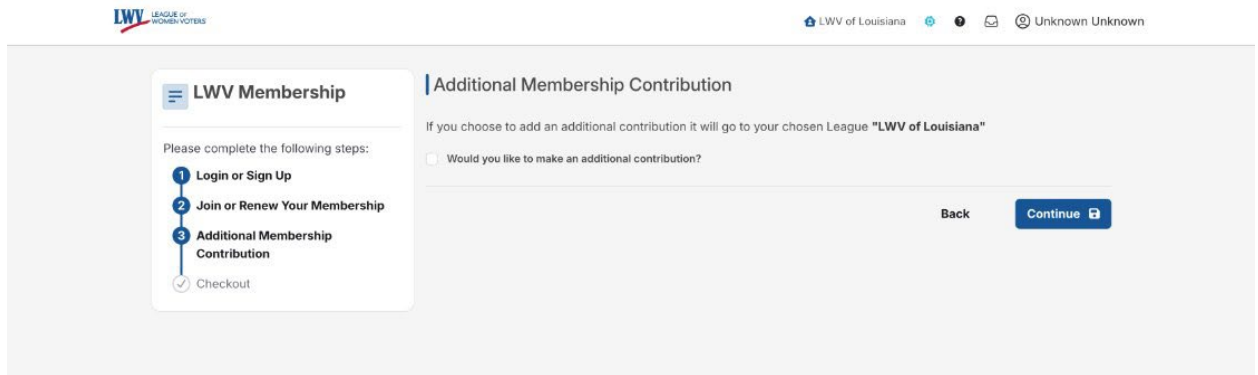 LWV LEAGUE OF
WOMEN VOTERS
LWV of Louisiana
Unknown Unknown
LWV Membership
Please complete the following steps:
1 Login or Sign Up
2 Join or Renew Your Membership
3 Additional Membership
Contribution
Checkout
Additional Membership Contribution
If you choose to add an additional contribution it will go to your chosen League "LWV of Louisiana"
Would you like to make an additional contribution?
Back
Continue